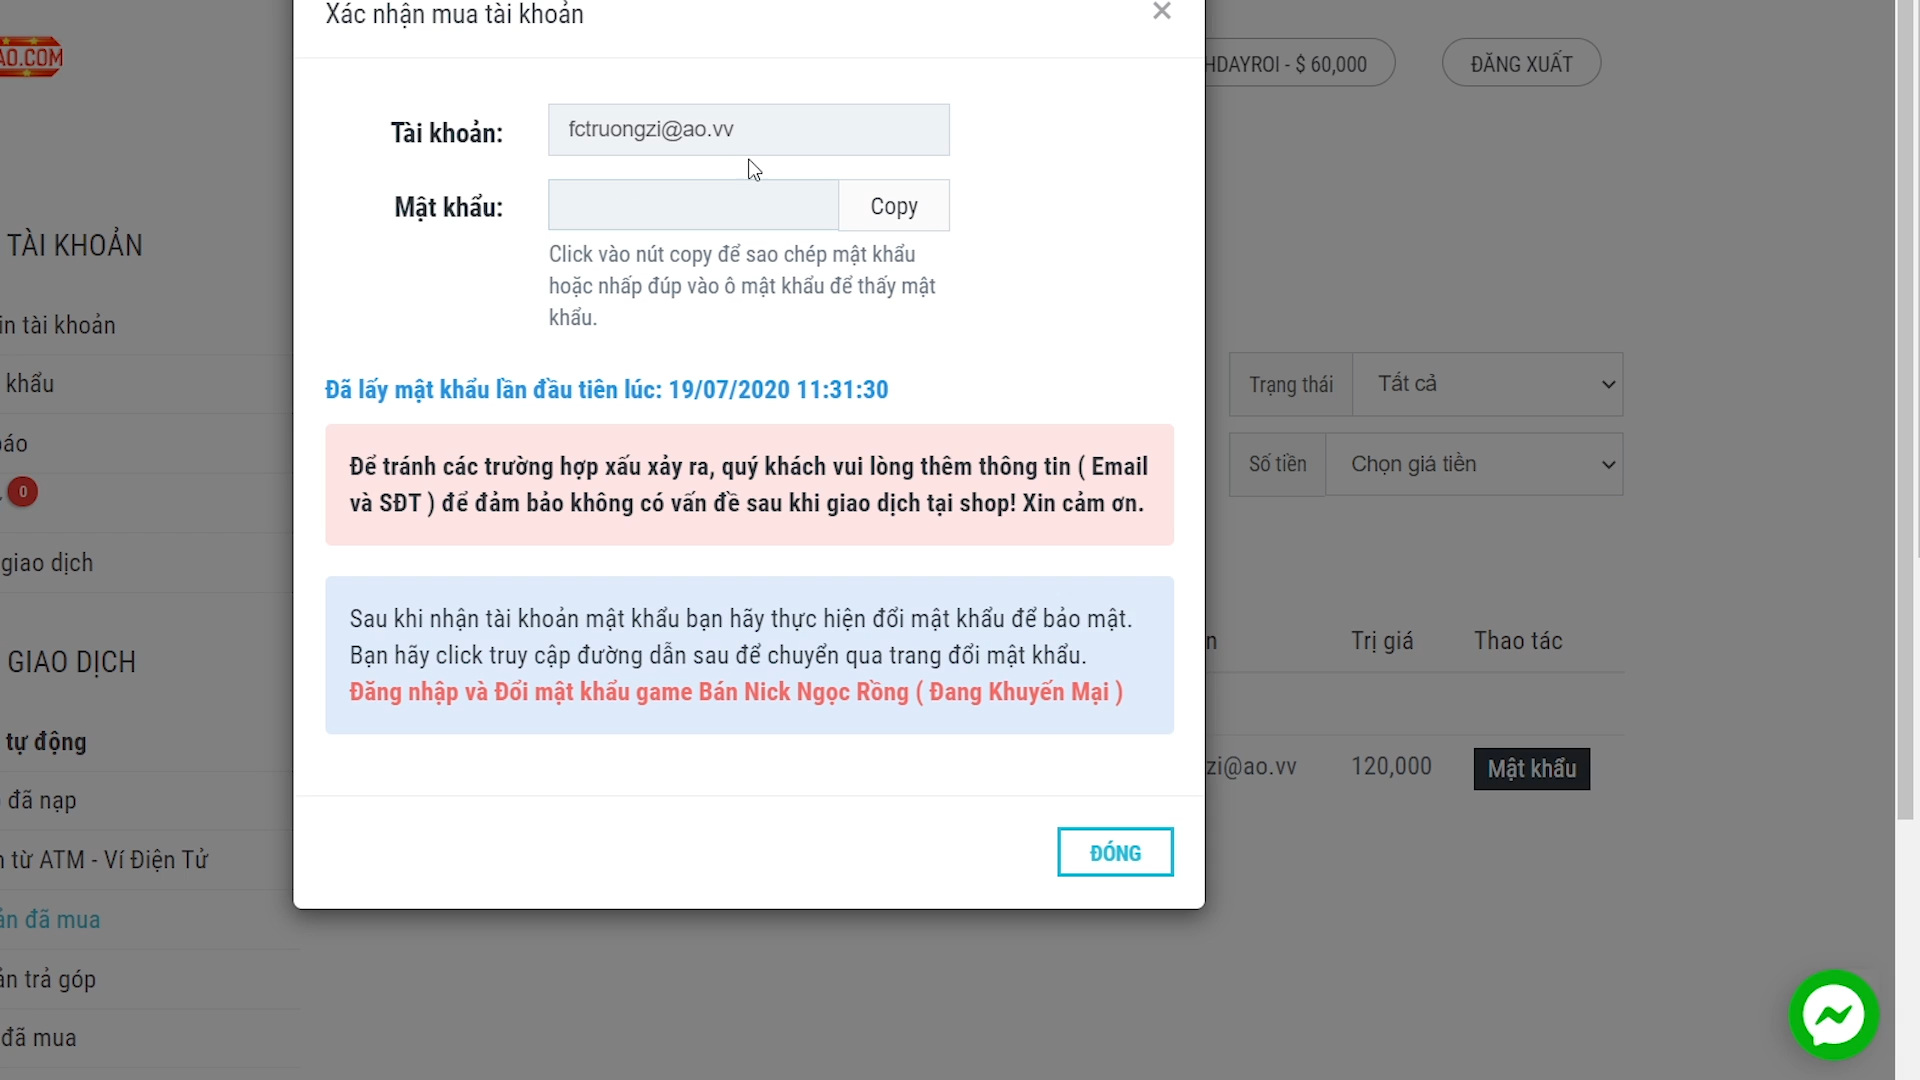 Xác nhận mua tài khoản
×
AO.COM
HDAYROI - $ 60,000
ĐĂNG XUẤT
Tài khoản:
fctruongzi@ao.vv
Mật khẩu:
Copy
Click vào nút copy để sao chép mật khẩu
hoặc nhấp đúp vào ô mật khẩu để thấy mật
khẩu.
Đã lấy mật khẩu lần đầu tiên lúc: 19/07/2020 11:31:30
Để tránh các trường hợp xấu xảy ra, quý khách vui lòng thêm thông tin ( Email
và SĐT ) để đảm bảo không có vấn đề sau khi giao dịch tại shop! Xin cảm ơn.
Sau khi nhận tài khoản mật khẩu bạn hãy thực hiện đổi mật khẩu để bảo mật.
Bạn hãy click truy cập đường dẫn sau để chuyển qua trang đổi mật khẩu.
Đăng nhập và Đổi mật khẩu game Bán Nick Ngọc Rồng ( Đang Khuyến Mại )
ĐÓNG
TÀI KHOẢN
in tài khoản
khẩu
báo
0
giao dịch
GIAO DỊCH
tự động
đã nạp
từ ATM - Ví Điện Tử
ản đã mua
ản trả góp
đã mua
Trạng thái
Tất cả
Số tiền
Chọn giá tiền
n
Trị giá
Thao tác
zi@ao.vv
120,000
Mật khẩu